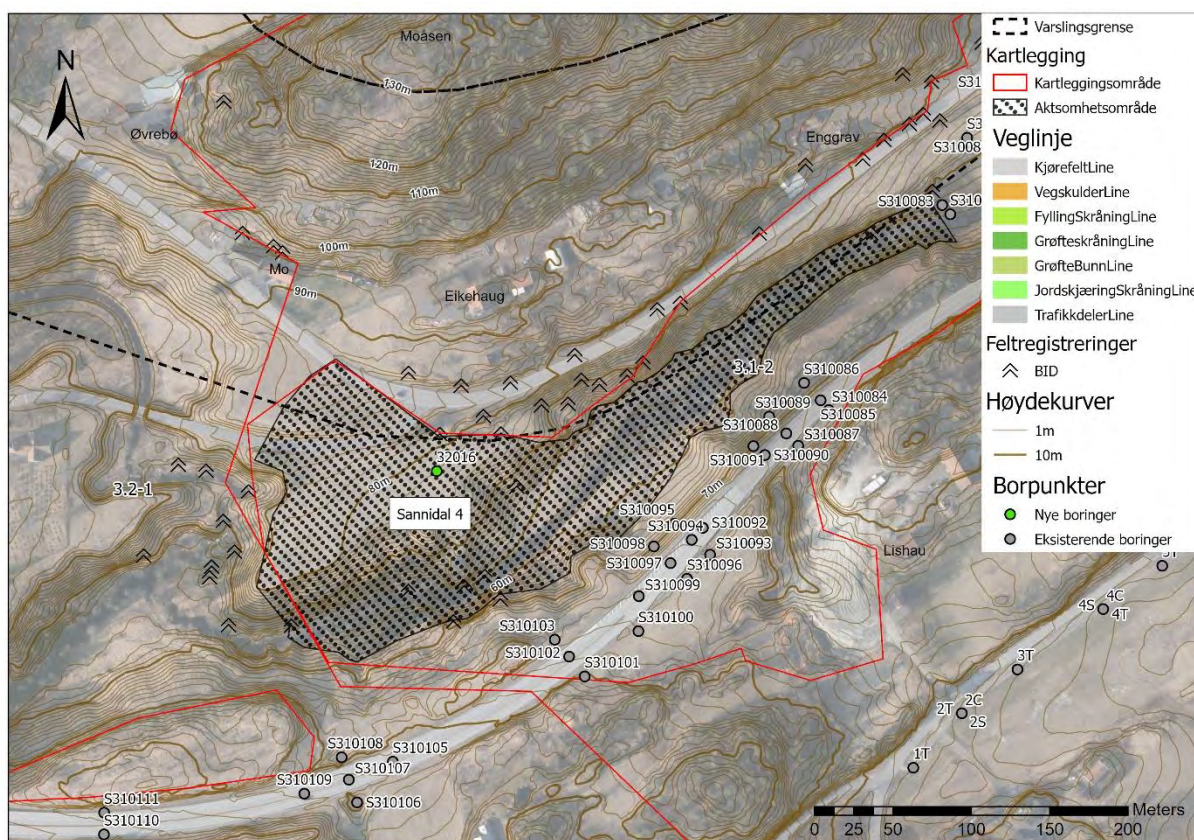 N
Moåsen
130m
Øvrebø
120m
110m
Enggrav
S31
S3
S31008
S310083
S310
100m
Mo
Eikehaug
90m
3.1-2
S310086
S310089
S310084
S310085
S310088
S310087
S310090
S310091
32016
80m
70m
3.2-1
Sannidal 4
S310095
S310094
S310092
S310098
S310093
S310097
S310096
Lishau
60m
S310099
S310103
S310100
S310102
S310101
4S
4C
4T
3T
2T
2C
2S
1T
S310108
S310105
S310107
S310109
S310106
S310111
S310110
Varslingsgrense
Kartlegging
Kartleggingsområde
Aktsomhetsområde
Veglinje
KjørefeltLine
VegskulderLine
FyllingSkråningLine
GrøfteskråningLine
GrøfteBunnLine
JordskjæringSkråningLine
TrafikkdelerLine
Feltregistreringer
BID
Høydekurver
1m
10m
Borpunkter
Nye boringer
Eksisterende boringer
Meters
0 25 50 100 150 200